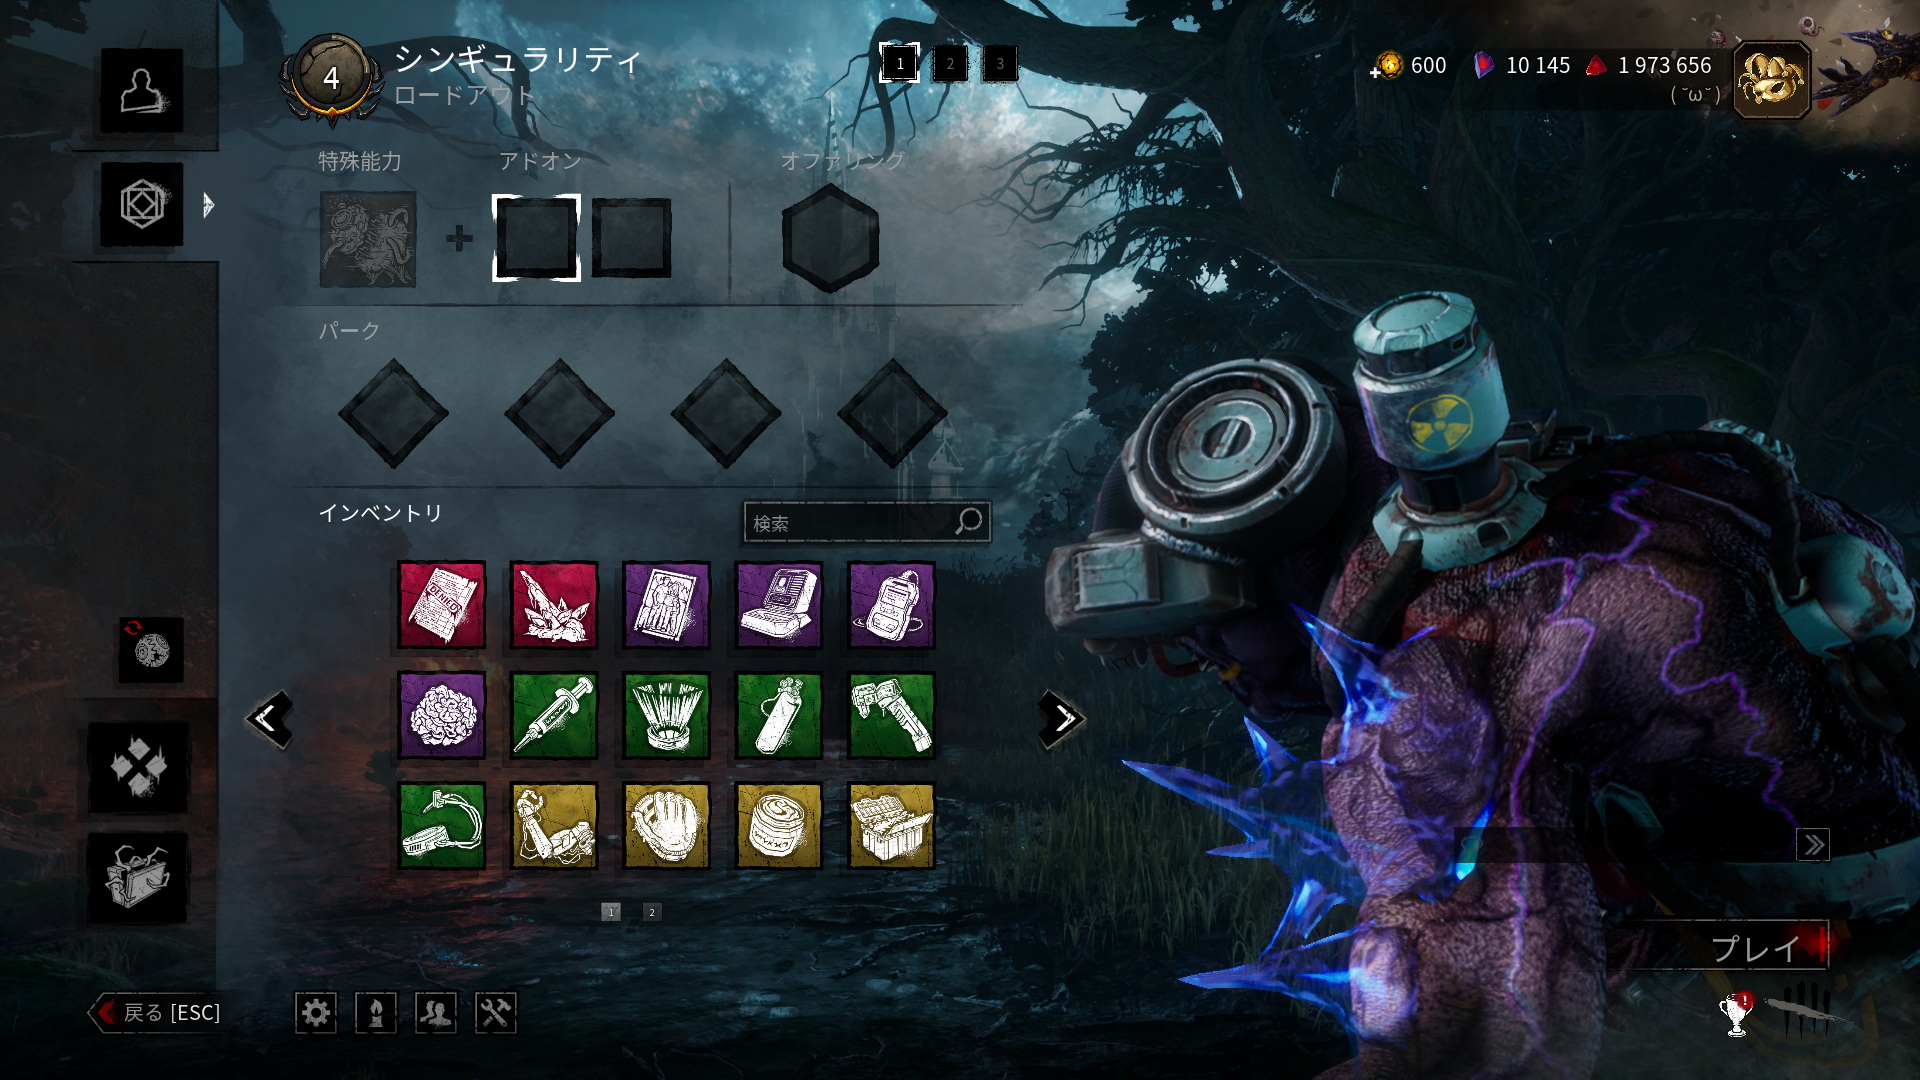 4
シンギュラリティ
ロードアウト
1 2 3
600 10 145 1 973 656
( ˘ω˘ )
特殊能力 アドオン オファリング
パーク
インベントリ
検索
DENIED
1 2
プレイ
戻る [ESC]